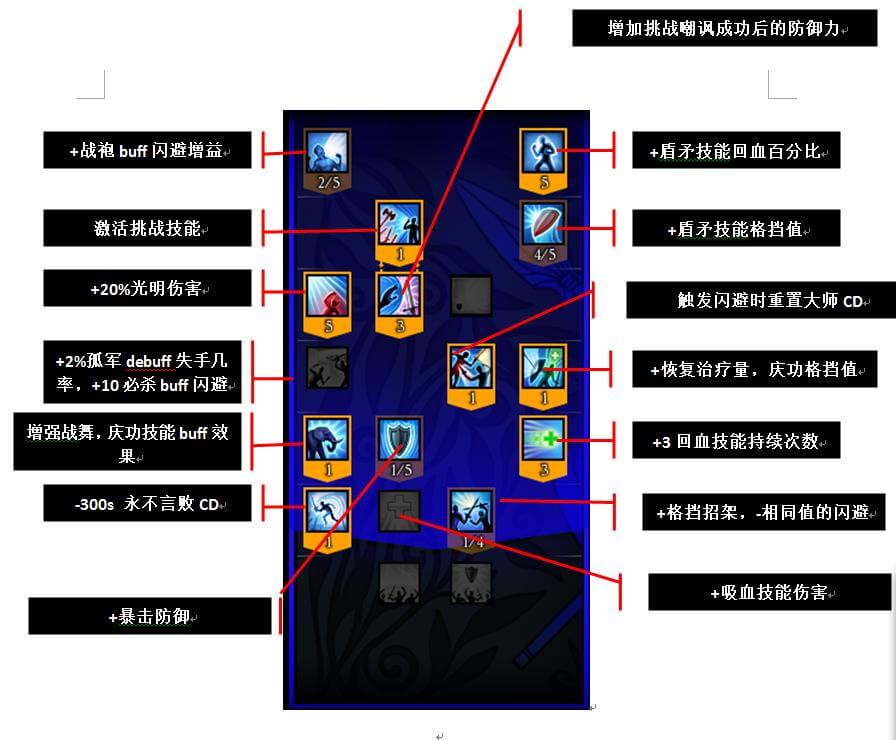 增加挑战嘲讽成功后的防御力
+战袍 buff 闪避增益
+盾矛技能回血百分比
2/5
5
激活挑战技能
+盾矛技能格挡值
1
4/5
+20%光明伤害
触发闪避时重置大师 CD
5
3
+2%孤军 debuff 失手几
率，+10 必杀 buff 闪避
+恢复治疗量，庆功格挡值
1
1
增强战舞，庆功技能 buff 效
果
+3 回血技能持续次数
1
1/5
3
-300s 永不言败 CD
+格挡招架，-相同值的闪避
1
1/4
+吸血技能伤害
+暴击防御